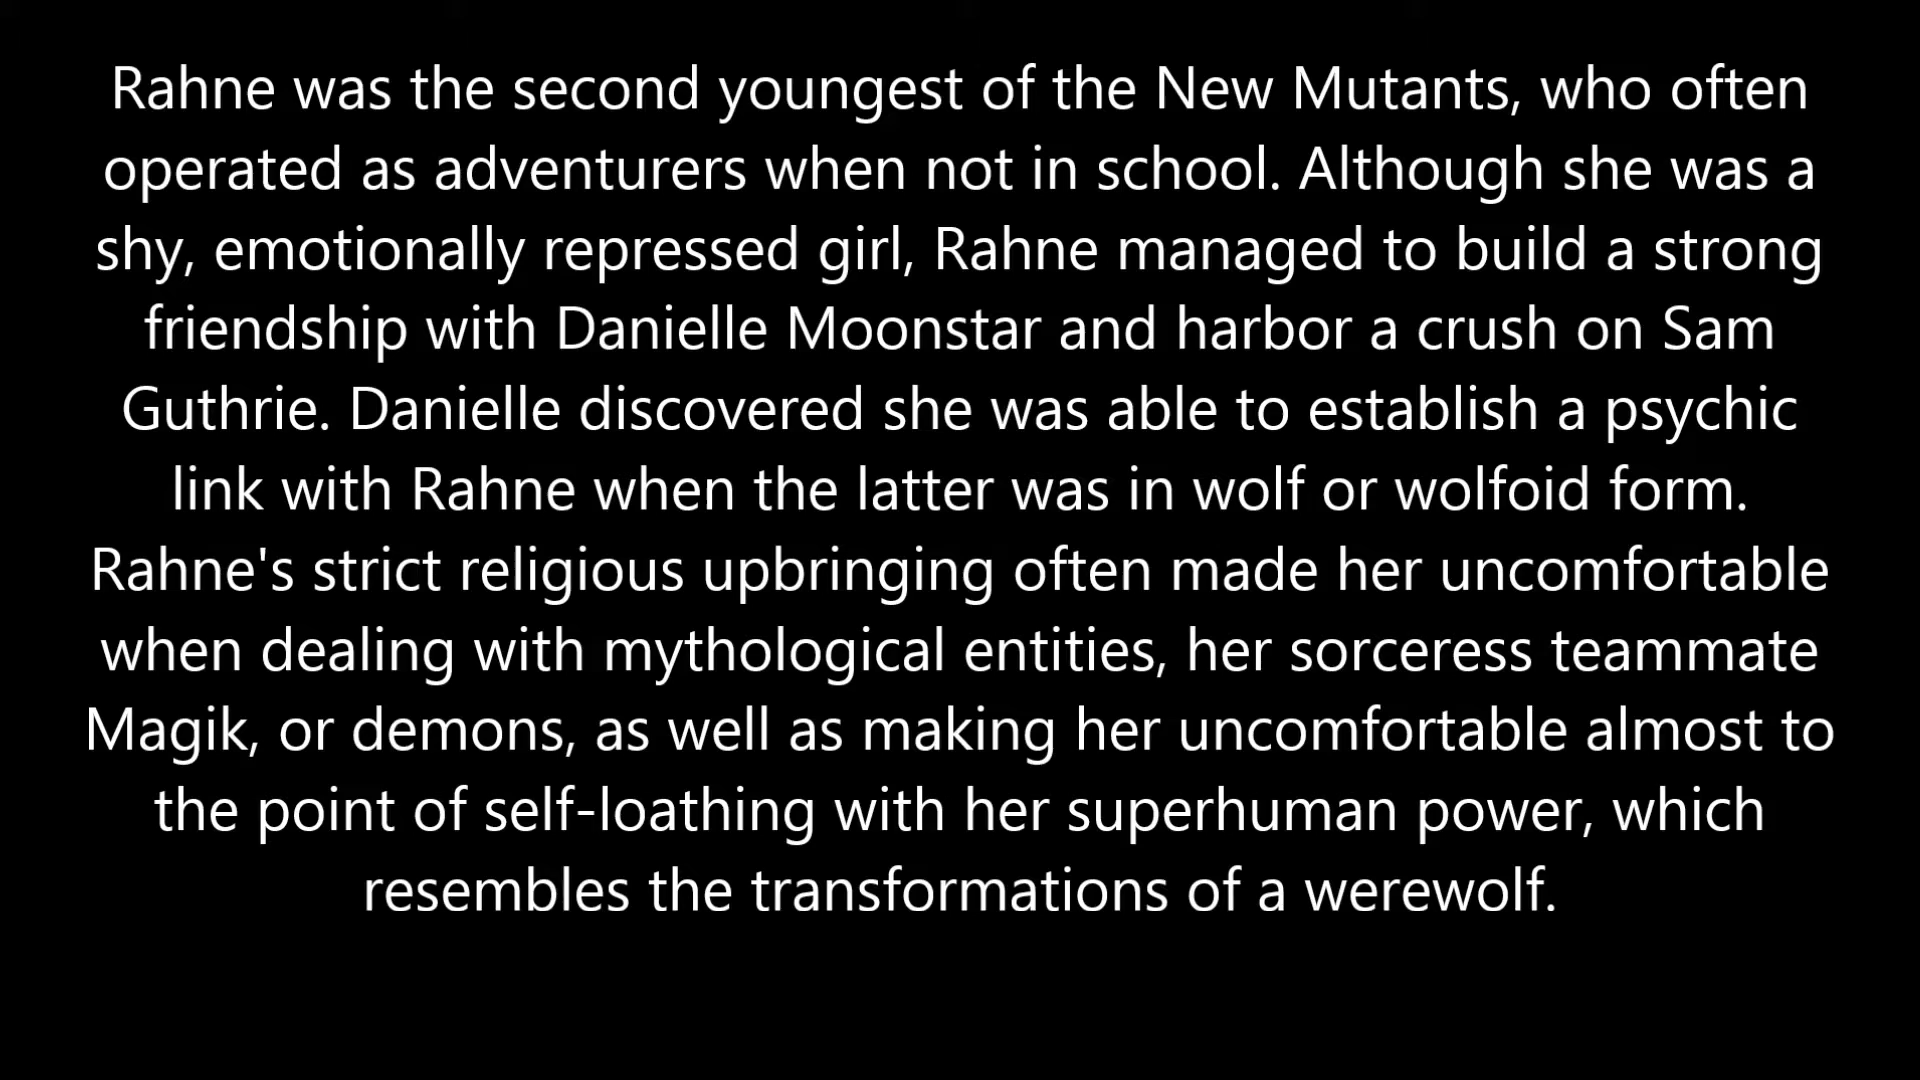 Rahne was the second youngest of the New Mutants, who often
operated as adventurers when not in school. Although she was a
shy, emotionally repressed girl, Rahne managed to build a strong
friendship with Danielle Moonstar and harbor a crush on Sam
Guthrie. Danielle discovered she was able to establish a psychic
link with Rahne when the latter was in wolf or wolfoid form.
Rahne's strict religious upbringing often made her uncomfortable
when dealing with mythological entities, her sorceress teammate
Magik, or demons, as well as making her uncomfortable almost to
the point of self-loathing with her superhuman power, which
resembles the transformations of a werewolf.